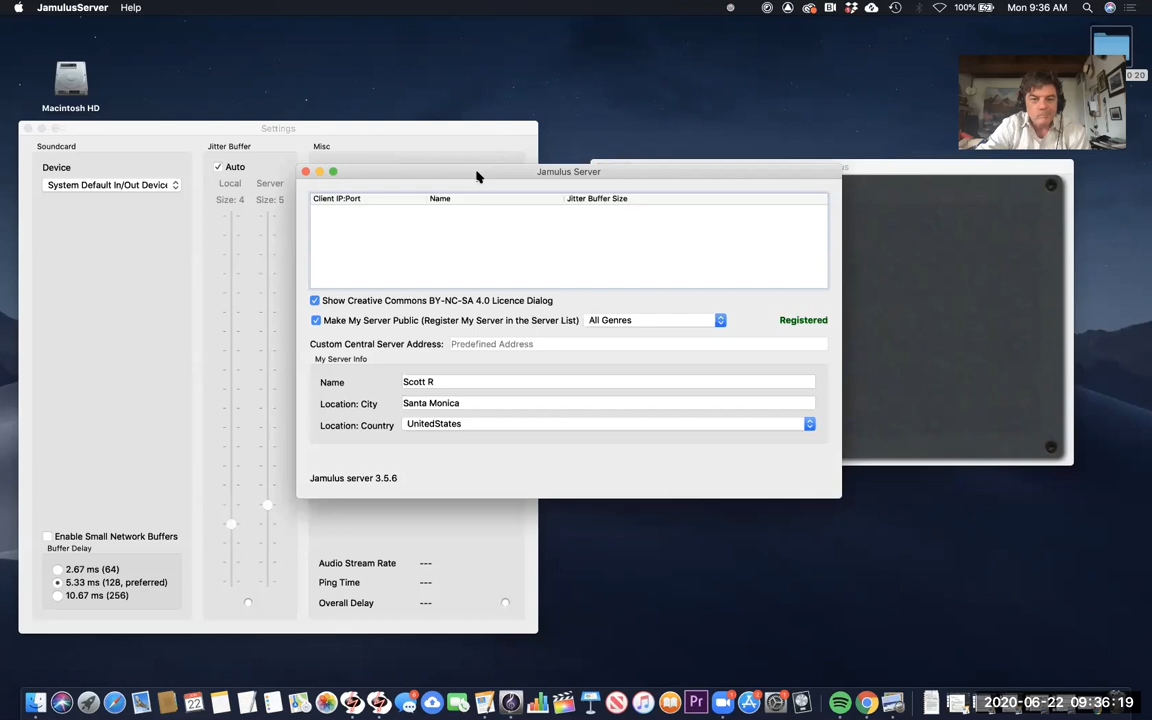 JamulusServer Help 100% Mon 9:36 AM
0 20
Macintosh HD
Settings
Soundcard Jitter Buffer Misc
Device
System Default In/Out Device
Auto
Local Server
Size: 4 Size: 5
Enable Small Network Buffers
Buffer Delay
2.67 ms (64)
5.33 ms (128, preferred)
10.67 ms (256)
Audio Stream Rate ---
Ping Time ---
Overall Delay ---
Jamulus Server
Client IP:Port Name Jitter Buffer Size
Show Creative Commons BY-NC-SA 4.0 Licence Dialog
Make My Server Public (Register My Server in the Server List) All Genres Registered
Custom Central Server Address: Predefined Address
My Server Info
Name Scott R
Location: City Santa Monica
Location: Country UnitedStates
Jamulus server 3.5.6
22
Pr
2020-06-22 09:36:19